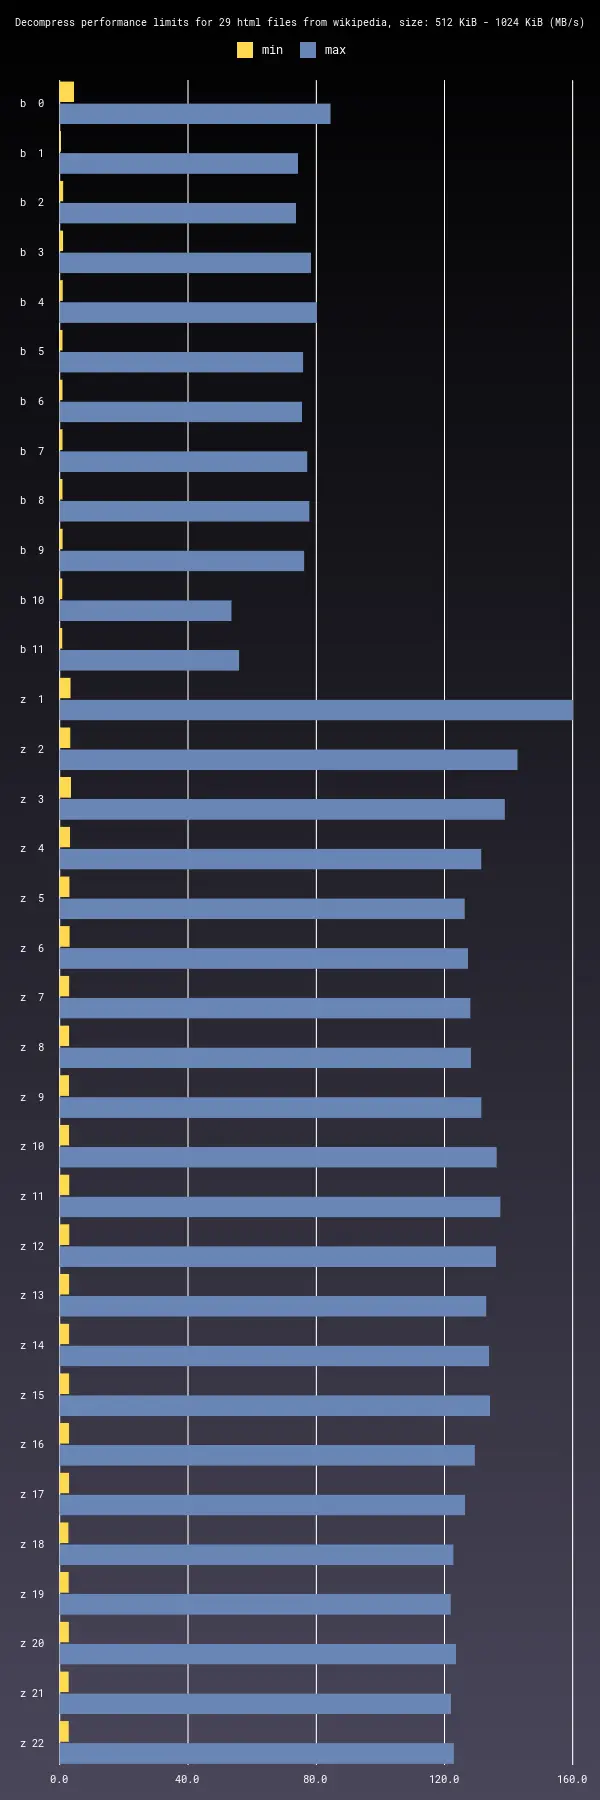 Decompress performance limits for 29 html files from wikipedia, size: 512 KiB - 1024 KiB (MB/s)
min max
b 0
b 1
b 2
b 3
b 4
b 5
b 6
b 7
b 8
b 9
b 10
b 11
z 1
z 2
z 3
z 4
z 5
z 6
z 7
z 8
z 9
z 10
z 11
z 12
z 13
z 14
z 15
z 16
z 17
z 18
z 19
z 20
z 21
z 22
0.0 40.0 80.0 120.0 160.0